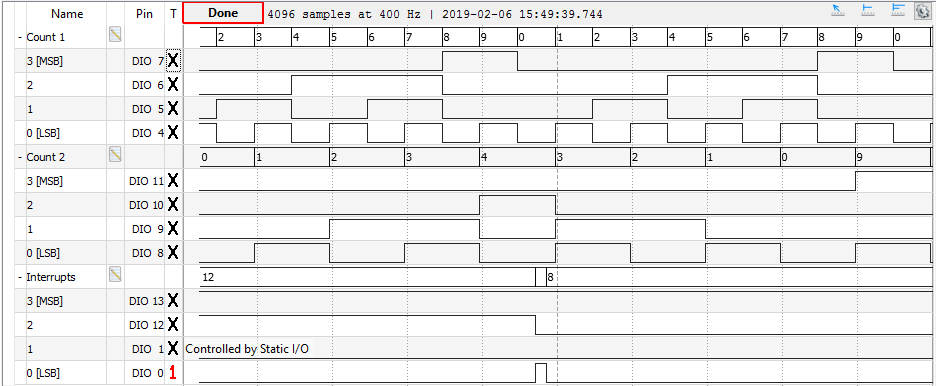 Name Pin T Done 4096 samples at 400 Hz | 2019-02-06 15:49:39.744
- Count 1 2 3 4 5 6 7 8 9 0 1 2 3 4 5 6 7 8 9 0
3 [MSB] DIO 7 X
2 DIO 6 X
1 DIO 5 X
0 [LSB] DIO 4 X
- Count 2 0 1 2 3 4 3 2 1 0 9
3 [MSB] DIO 11 X
2 DIO 10 X
1 DIO 9 X
0 [LSB] DIO 8 X
- Interrupts 12 8
3 [MSB] DIO 13 X
2 DIO 12 X
1 DIO 1 X Controlled by Static I/O
0 [LSB] DIO 0 1